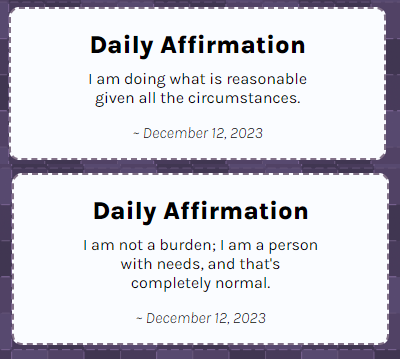 Daily Affirmation
I am doing what is reasonable
given all the circumstances.
~ December 12, 2023
Daily Affirmation
I am not a burden; I am a person
with needs, and that's
completely normal.
~ December 12, 2023